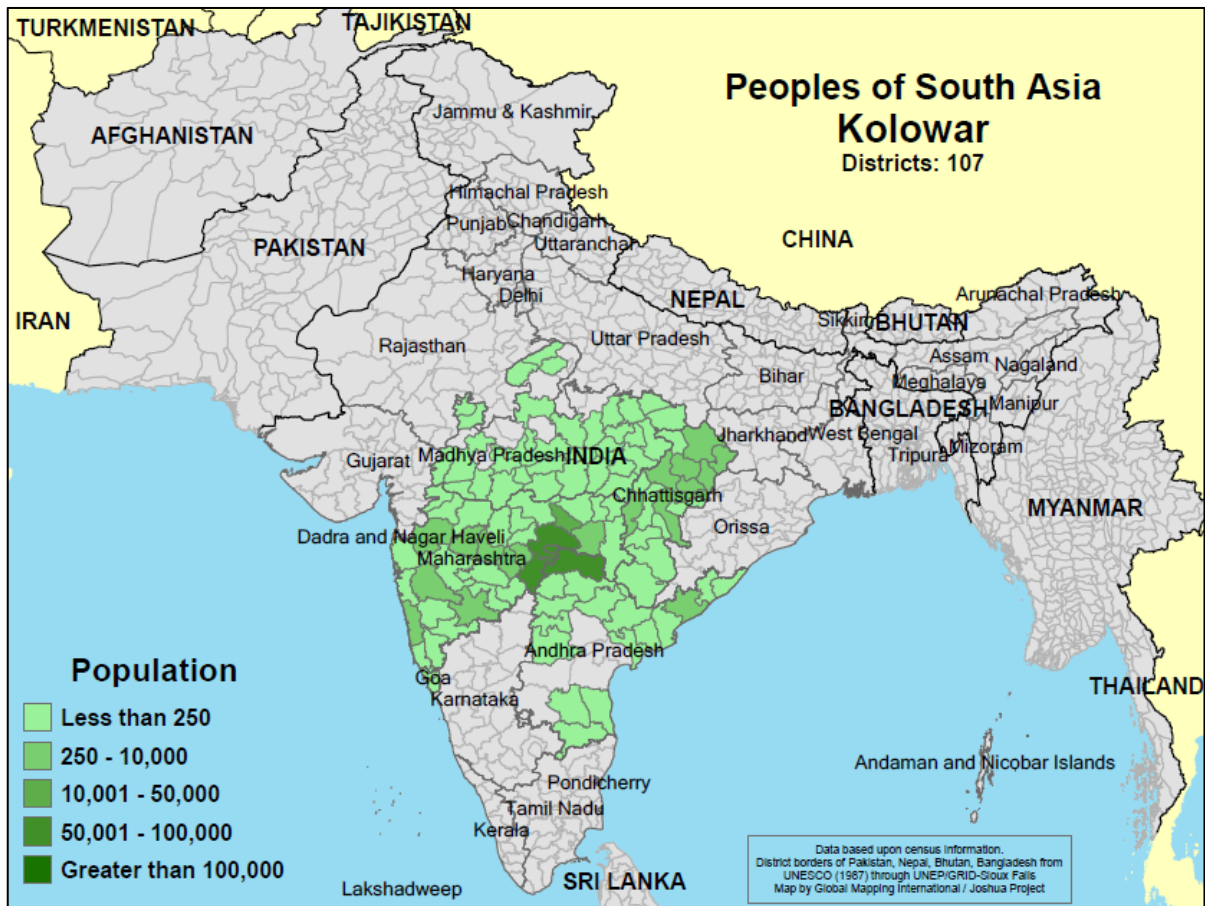 TURKMENISTAN
TAJIKISTAN
Peoples of South Asia
Kolowar
Districts: 107
AFGHANISTAN
Jammu & Kashmir
Himachal Pradesh
Punjab
Chandigarh
Uttaranchal
PAKISTAN
CHINA
Haryana
Delhi
NEPAL
Arunachal Pradesh
IRAN
Sikkim
BHUTAN
Rajasthan
Uttar Pradesh
Assam
Nagaland
Bihar
Meghalaya
BANGLADESH
Manipur
Jharkhand
West Bengal
Gujarat
Madhya Pradesh
INDIA
Tripura
Mizoram
Chhattisgarh
MYANMAR
Orissa
Dadra and Nagar Haveli
Maharashtra
Andhra Pradesh
Goa
Karnataka
THAILAND
Andaman and Nicobar Islands
Pondicherry
Tamil Nadu
Kerala
Lakshadweep
SRI LANKA
Population
Less than 250
250 - 10,000
10,001 - 50,000
50,001 - 100,000
Greater than 100,000
Data based upon census information.
District borders of Pakistan, Nepal, Bhutan, Bangladesh from
UNESCO (1987) through UNEP/GRID-Sioux Falls
Map by Global Mapping International / Joshua Project